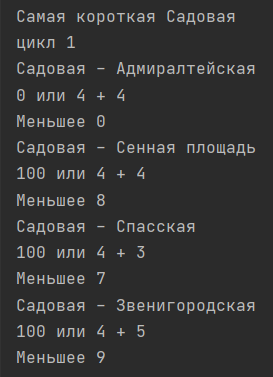 Самая короткая Садовая
цикл 1
Садовая – Адмиралтейская
0 или 4 + 4
Меньшее 0
Садовая – Сенная площадь
100 или 4 + 4
Меньшее 8
Садовая – Спасская
100 или 4 + 3
Меньшее 7
Садовая – Звенигородская
100 или 4 + 5
Меньшее 9